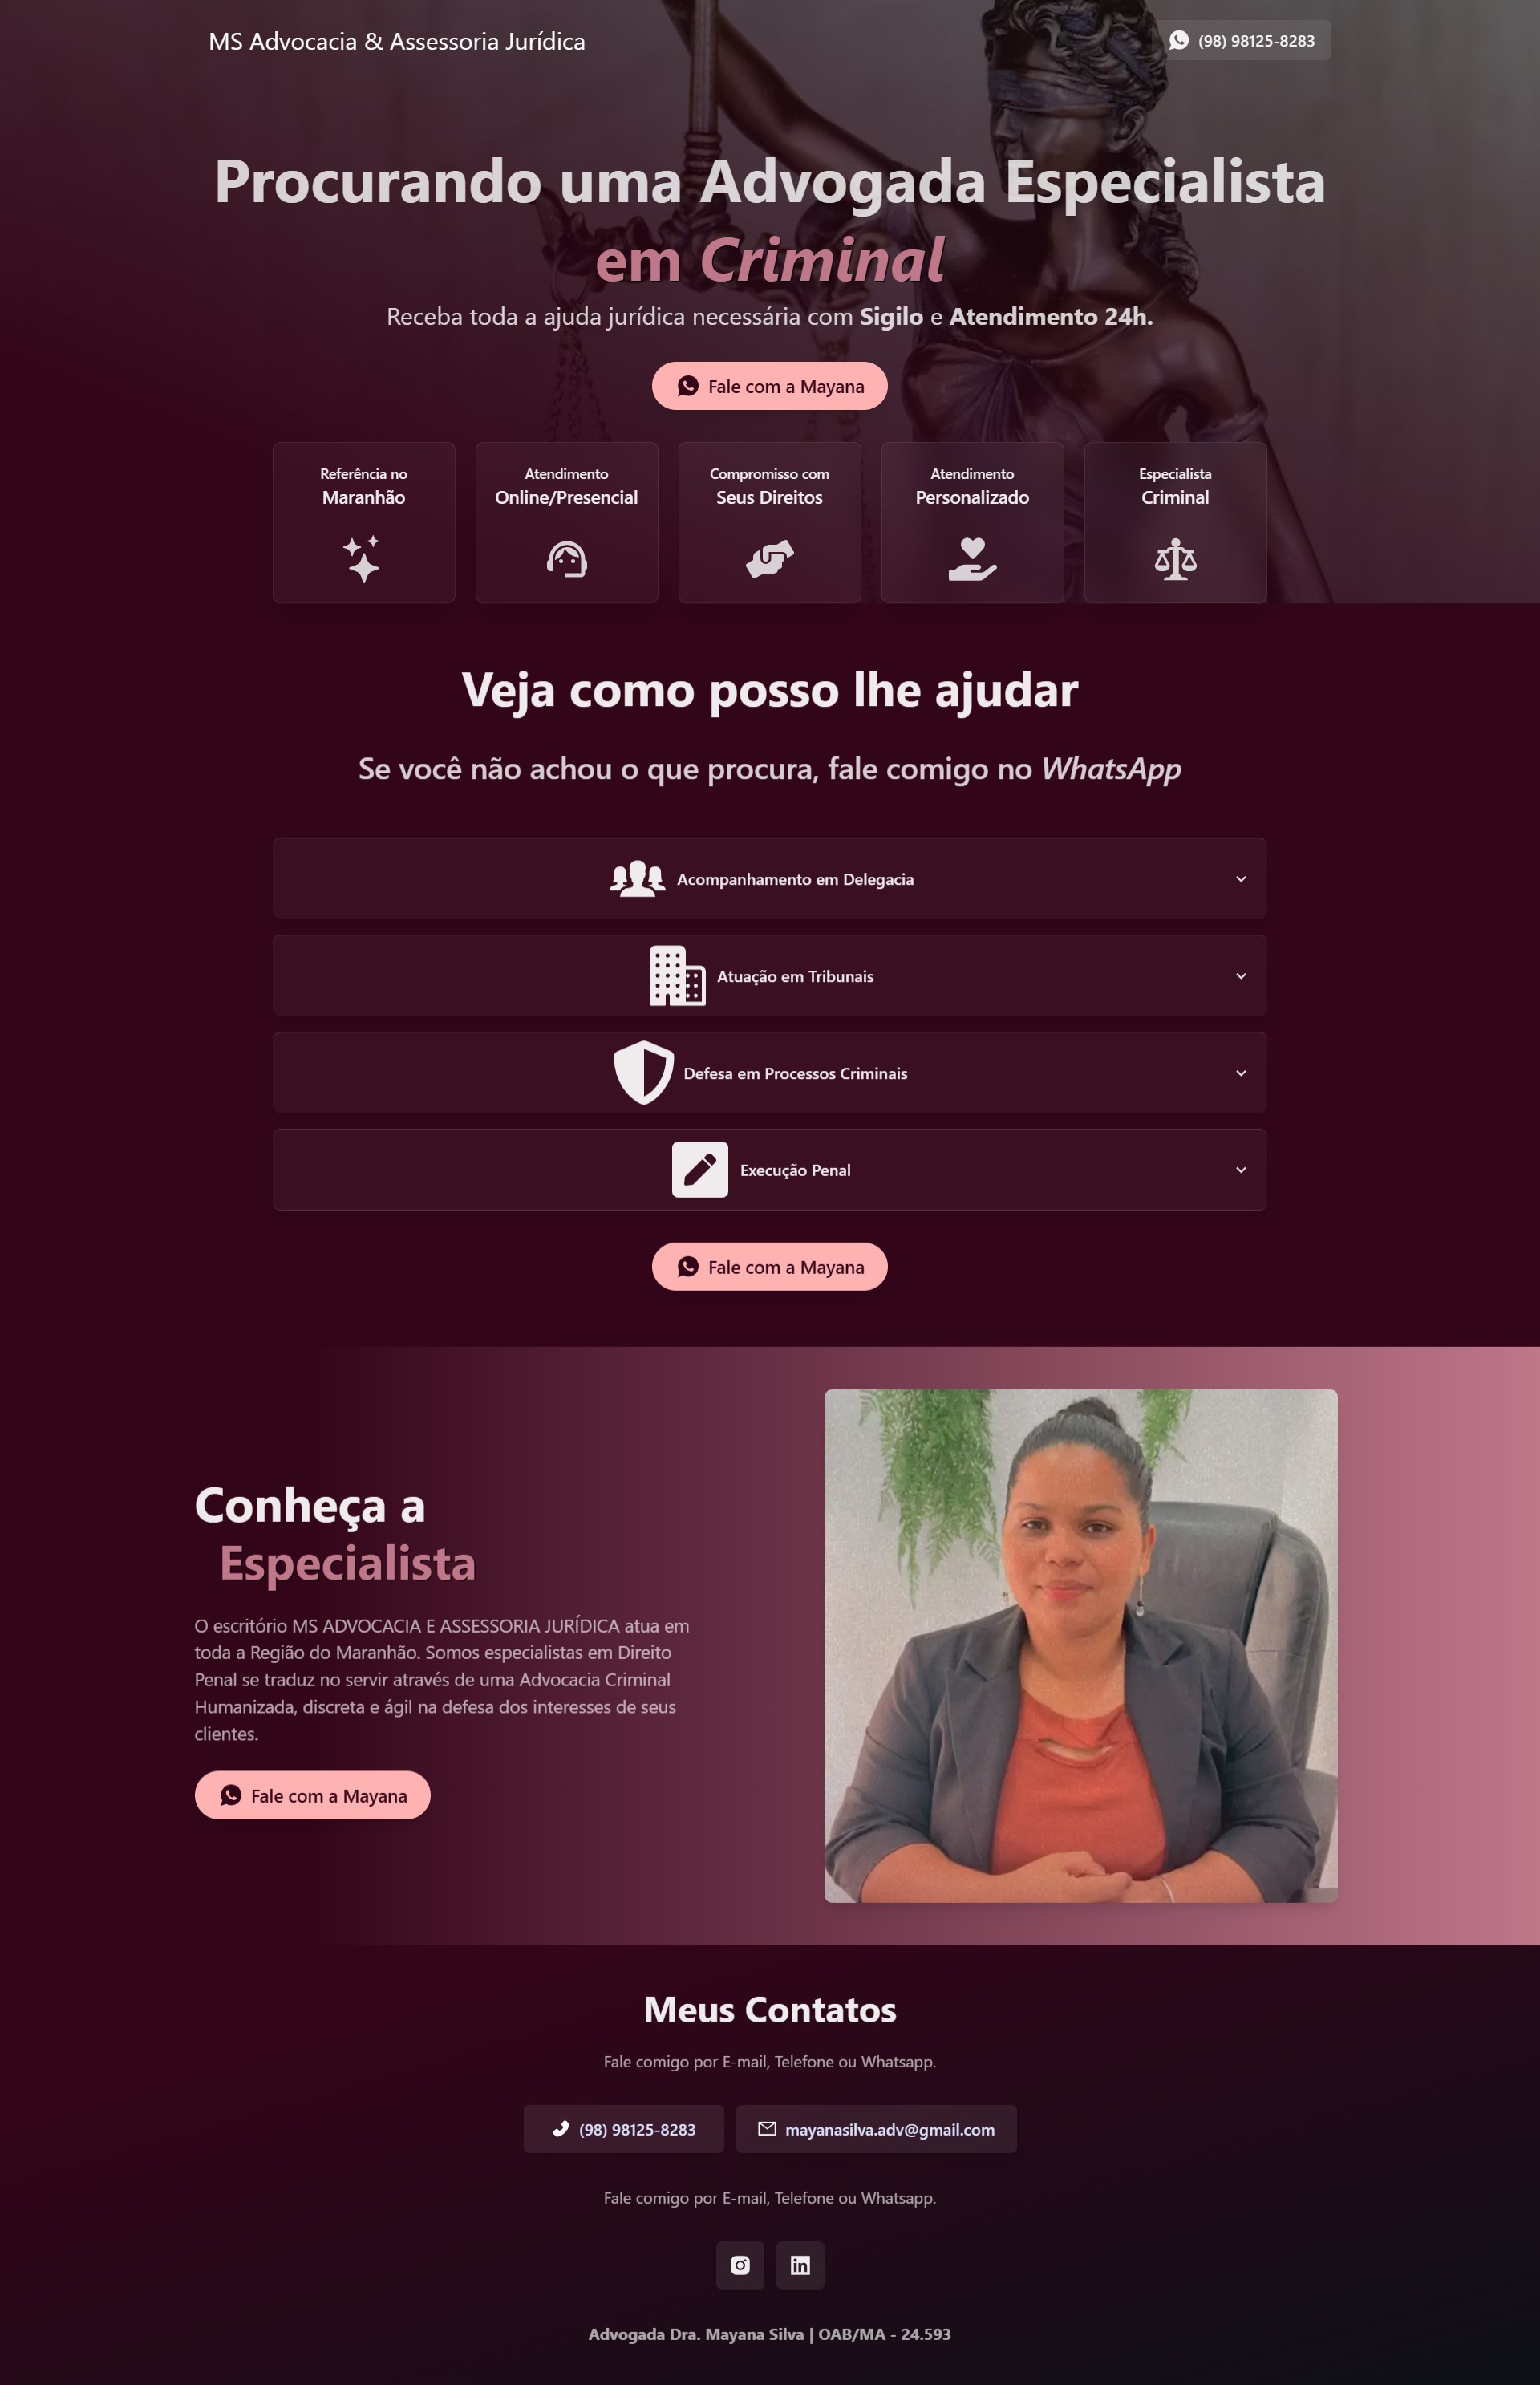 MS Advocacia & Assessoria Jurídica
(98) 98125-8283
Procurando uma Advogada Especialista
em Criminal
Receba toda a ajuda jurídica necessária com Sigilo e Atendimento 24h.
Fale com a Mayana
Referência no
Maranhão
Atendimento
Online/Presencial
Compromisso com
Seus Direitos
Atendimento
Personalizado
Especialista
Criminal
Veja como posso lhe ajudar
Se você não achou o que procura, fale comigo no WhatsApp
Acompanhamento em Delegacia
Atuação em Tribunais
Defesa em Processos Criminais
Execução Penal
Fale com a Mayana
Conheça a
Especialista
O escritório MS ADVOCACIA E ASSESSORIA JURÍDICA atua em
toda a Região do Maranhão. Somos especialistas em Direito
Penal se traduz no servir através de uma Advocacia Criminal
Humanizada, discreta e ágil na defesa dos interesses de seus
clientes.
Fale com a Mayana
Meus Contatos
Fale comigo por E-mail, Telefone ou Whatsapp.
(98) 98125-8283
mayanasilva.adv@gmail.com
Fale comigo por E-mail, Telefone ou Whatsapp.
Advogada Dra. Mayana Silva | OAB/MA - 24.593